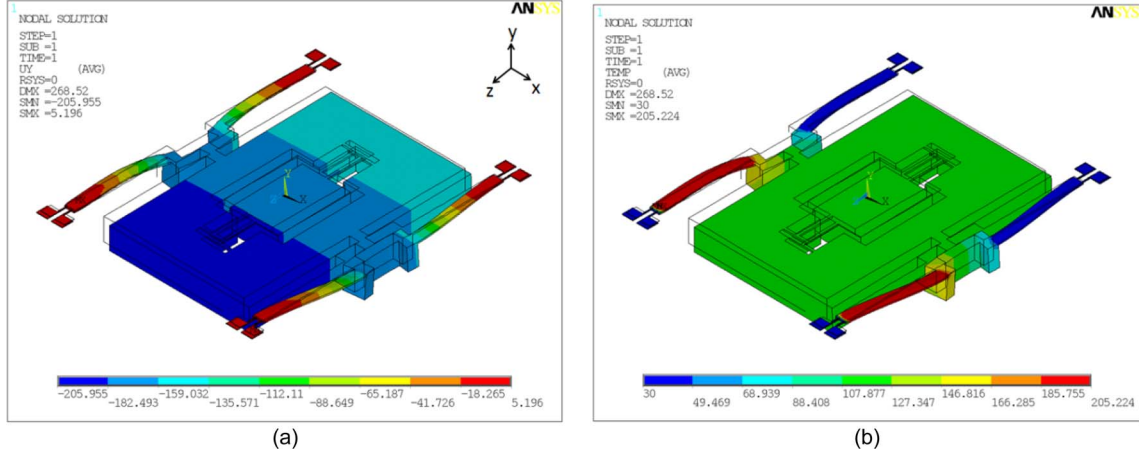 1
ANSYS
NODAL SOLUTION
STEP=1
SUB =1
TIME=1
UY (AVG)
RSYS=0
DMX =268.52
SMN =-205.955
SMX =5.196
y
z
x
Y
X
-205.955 -159.032 -112.11 -65.187 -18.265
-182.493 -135.571 -88.649 -41.726 5.196
(a)
1
ANSYS
NODAL SOLUTION
STEP=1
SUB =1
TIME=1
TEMP (AVG)
RSYS=0
DMX =268.52
SMN =30
SMX =205.224
X
30 68.939 107.877 146.816 185.755
49.469 88.408 127.347 166.285 205.224
(b)